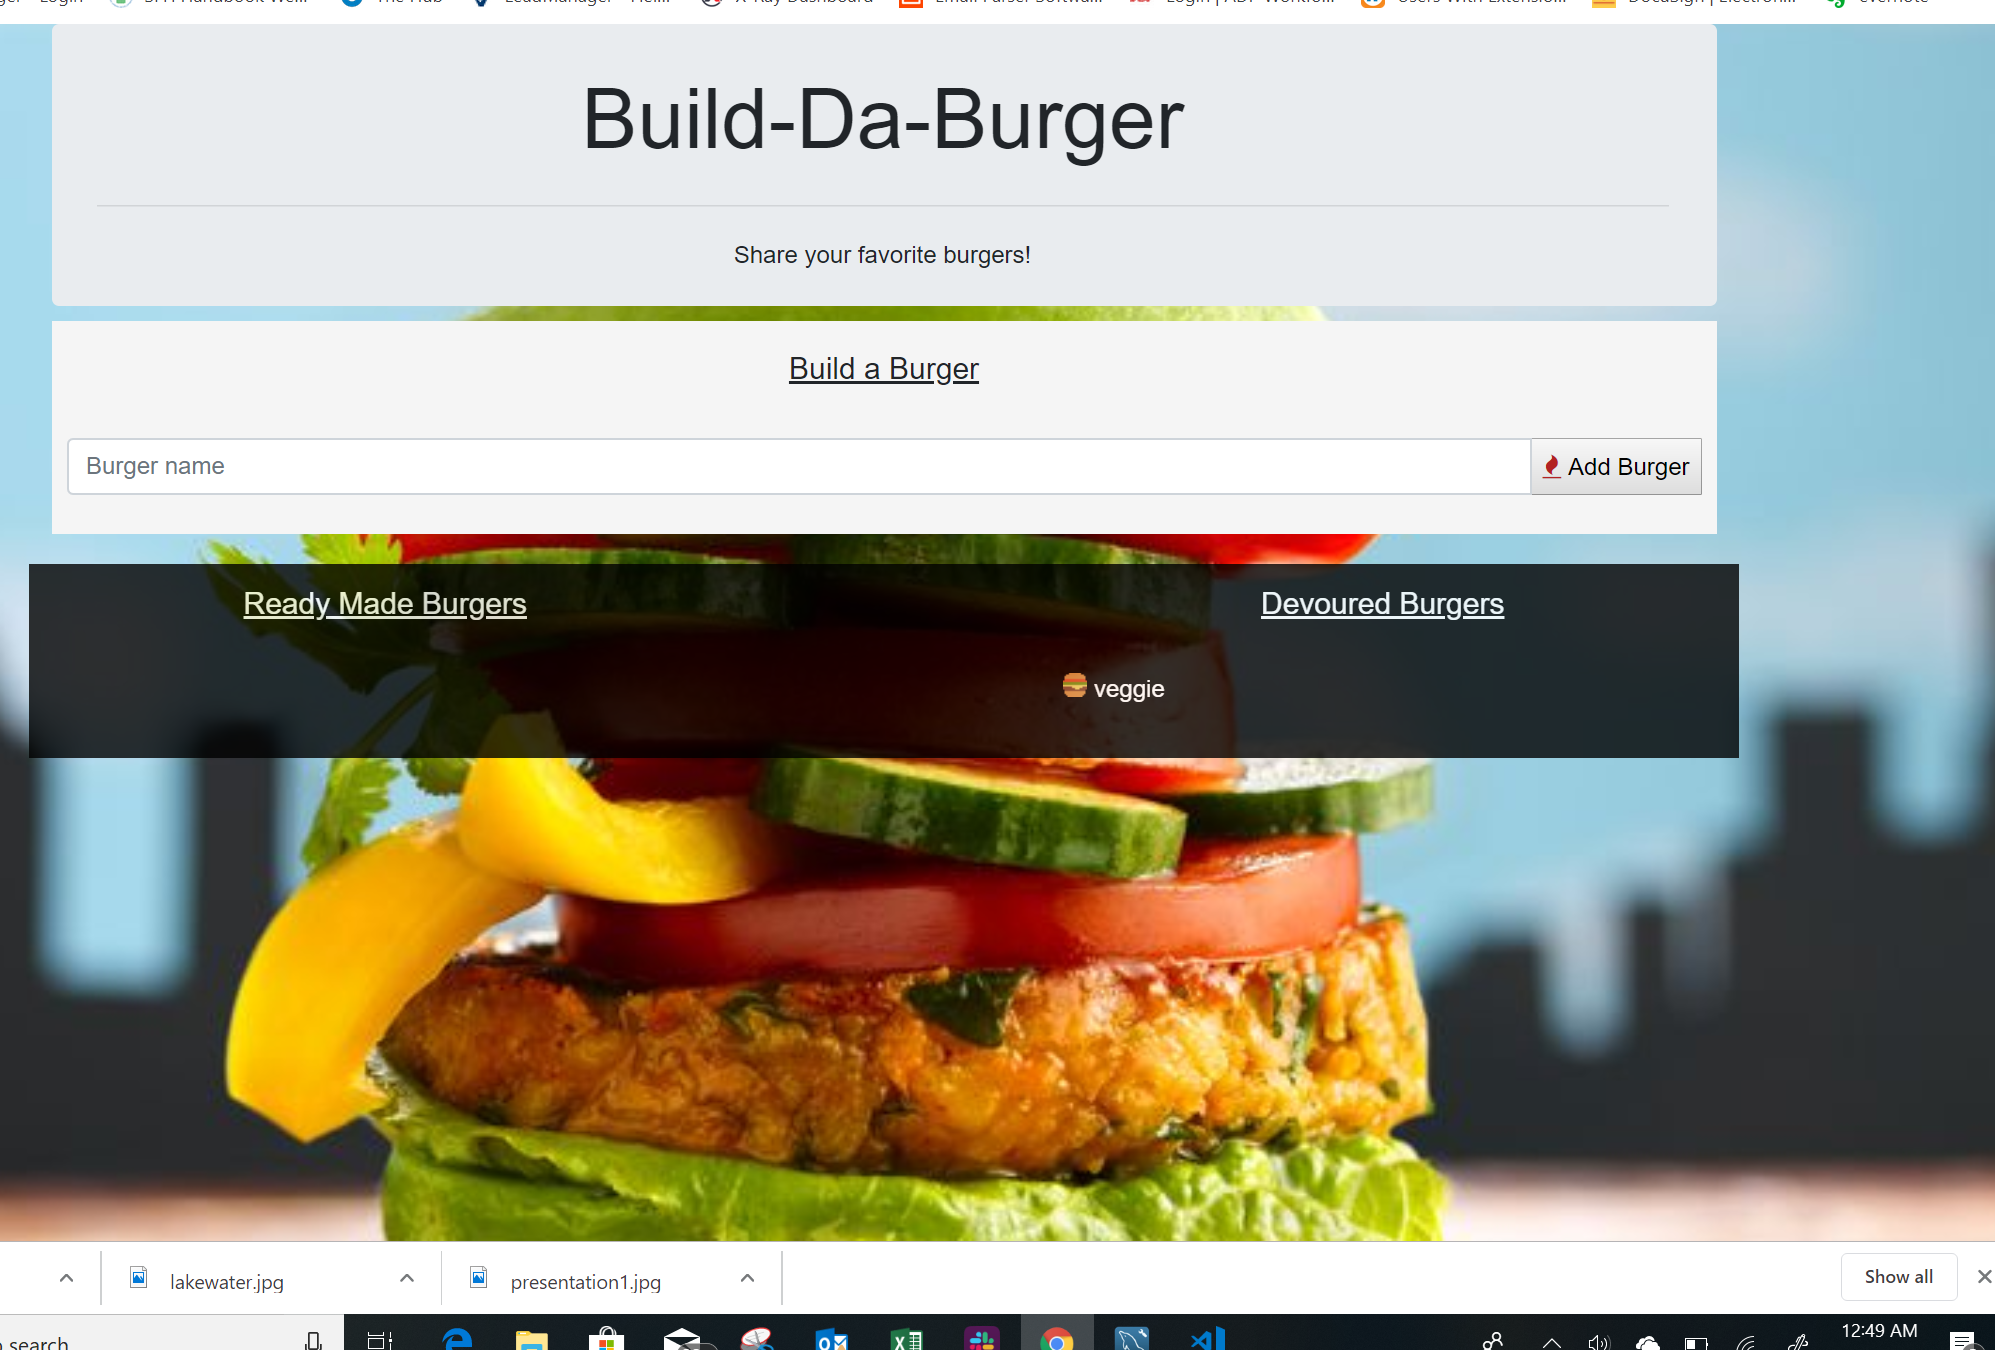 Build-Da-Burger
Share your favorite burgers!
Build a Burger
Burger name
Add Burger
Ready Made Burgers
Devoured Burgers
veggie
lakewater.jpg
presentation1.jpg
Show all
search
12:49 AM